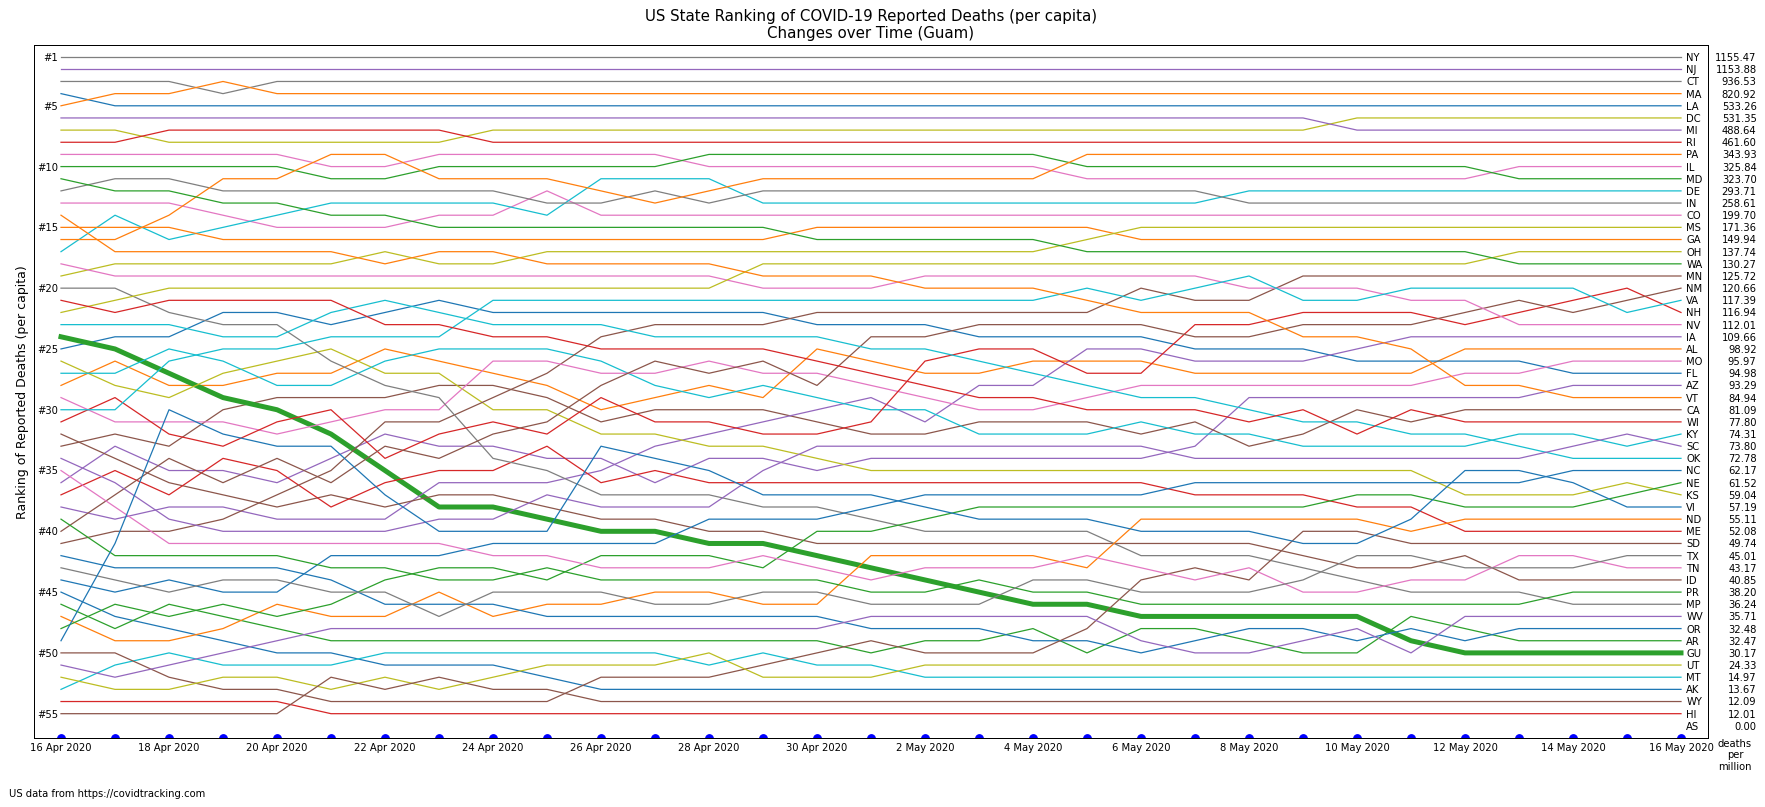 US State Ranking of COVID-19 Reported Deaths (per capita)
Changes over Time (Guam)
Ranking of Reported Deaths (per capita)
#1
#5
#10
#15
#20
#25
#30
#35
#40
#45
#50
#55
NY 1155.47
NJ 1153.88
CT 936.53
MA 820.92
LA 533.26
DC 531.35
MI 488.64
RI 461.60
PA 343.93
IL 325.84
MD 323.70
DE 293.71
IN 258.61
CO 199.70
MS 171.36
GA 149.94
OH 137.74
WA 130.27
MN 125.72
NM 120.66
VA 117.39
NH 116.94
NV 112.01
IA 109.66
AL 98.92
MO 95.97
FL 94.98
AZ 93.29
VT 84.94
CA 81.09
WI 77.80
KY 74.31
SC 73.80
OK 72.78
NC 62.17
NE 61.52
KS 59.04
VI 57.19
ND 55.11
ME 52.08
SD 49.74
TX 45.01
TN 43.17
ID 40.85
PR 38.20
MP 36.24
WV 35.71
OR 32.48
AR 32.47
GU 30.17
UT 24.33
MT 14.97
AK 13.67
WY 12.09
HI 12.01
AS 0.00
16 Apr 2020 18 Apr 2020 20 Apr 2020 22 Apr 2020 24 Apr 2020 26 Apr 2020 28 Apr 2020 30 Apr 2020 2 May 2020 4 May 2020 6 May 2020 8 May 2020 10 May 2020 12 May 2020 14 May 2020 16 May 2020
deaths
per
million
US data from https://covidtracking.com